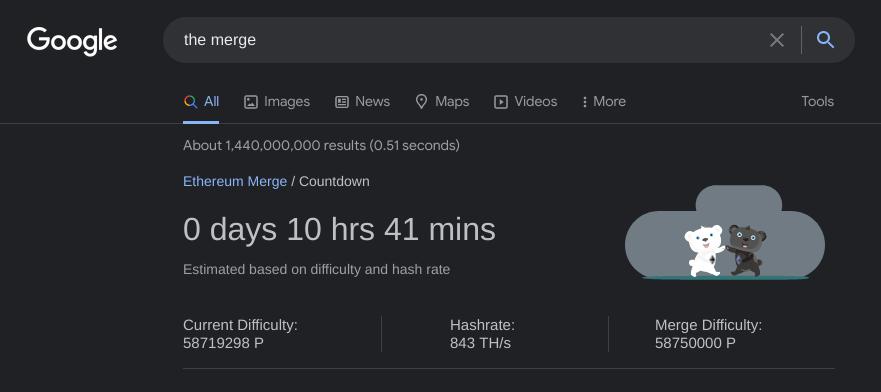 Google
the merge
All Images News Maps Videos More Tools
About 1,440,000,000 results (0.51 seconds)
Ethereum Merge / Countdown
0 days 10 hrs 41 mins
Estimated based on difficulty and hash rate
Current Difficulty: Hashrate: Merge Difficulty:
58719298 P 843 TH/s 58750000 P